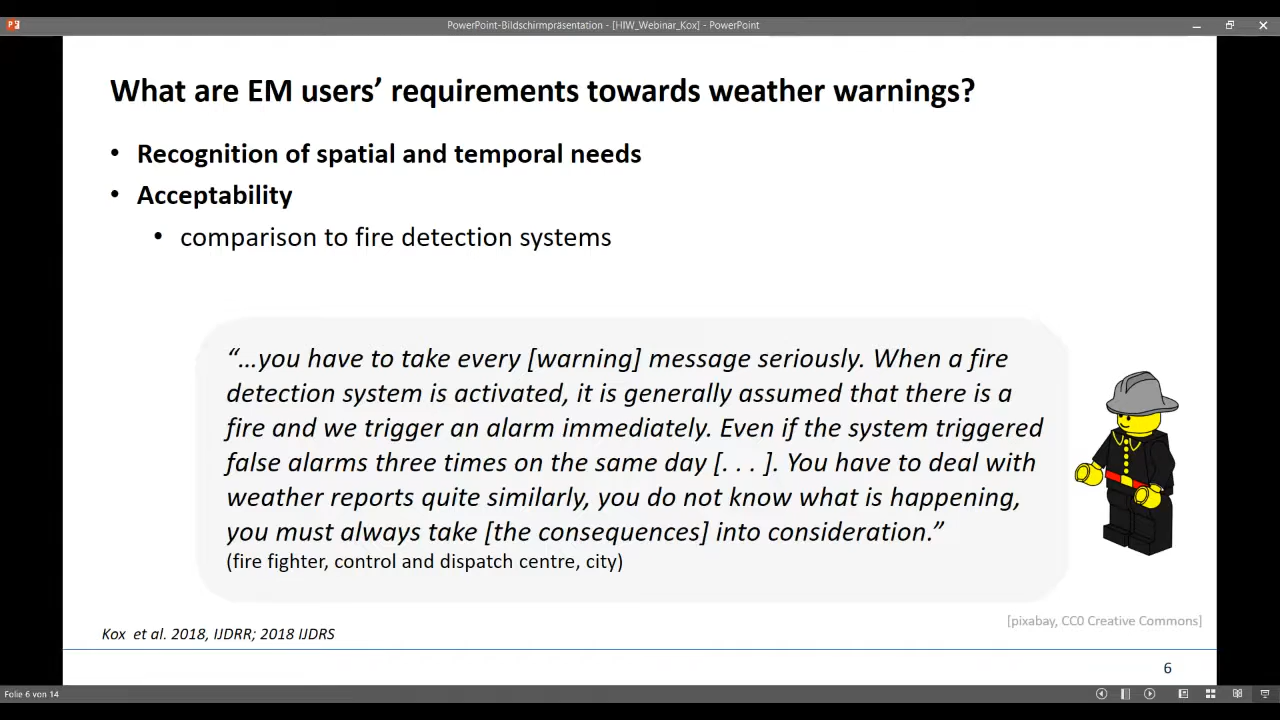 PowerPoint-Bildschirmpräsentation - [HIW_Webinar_Kox] - PowerPoint
What are EM users’ requirements towards weather warnings?
• Recognition of spatial and temporal needs
• Acceptability
• comparison to fire detection systems
“…you have to take every [warning] message seriously. When a fire
detection system is activated, it is generally assumed that there is a
fire and we trigger an alarm immediately. Even if the system triggered
false alarms three times on the same day [. . . ]. You have to deal with
weather reports quite similarly, you do not know what is happening,
you must always take [the consequences] into consideration.”
(fire fighter, control and dispatch centre, city)
[pixabay, CC0 Creative Commons]
Kox et al. 2018, IJDRR; 2018 IJDRS
6
Folie 6 von 14